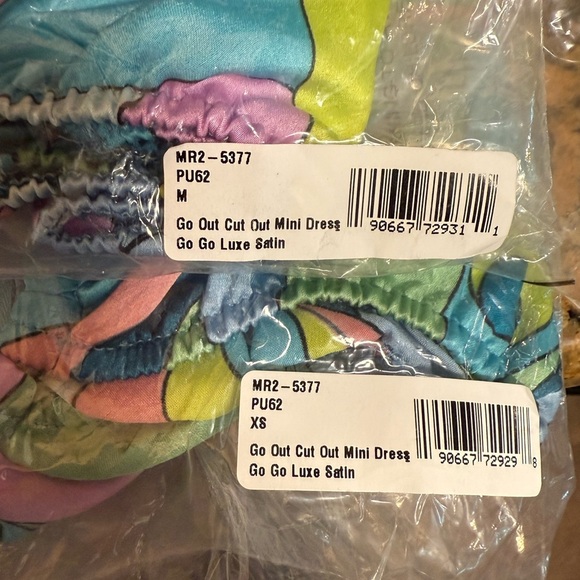 MR2-5377
PU62
M
Go Out Cut Out Mini Dress
Go Go Luxe Satin
90667 72931 1
MR2-5377
PU62
XS
Go Out Cut Out Mini Dress
Go Go Luxe Satin
90667 72929 8